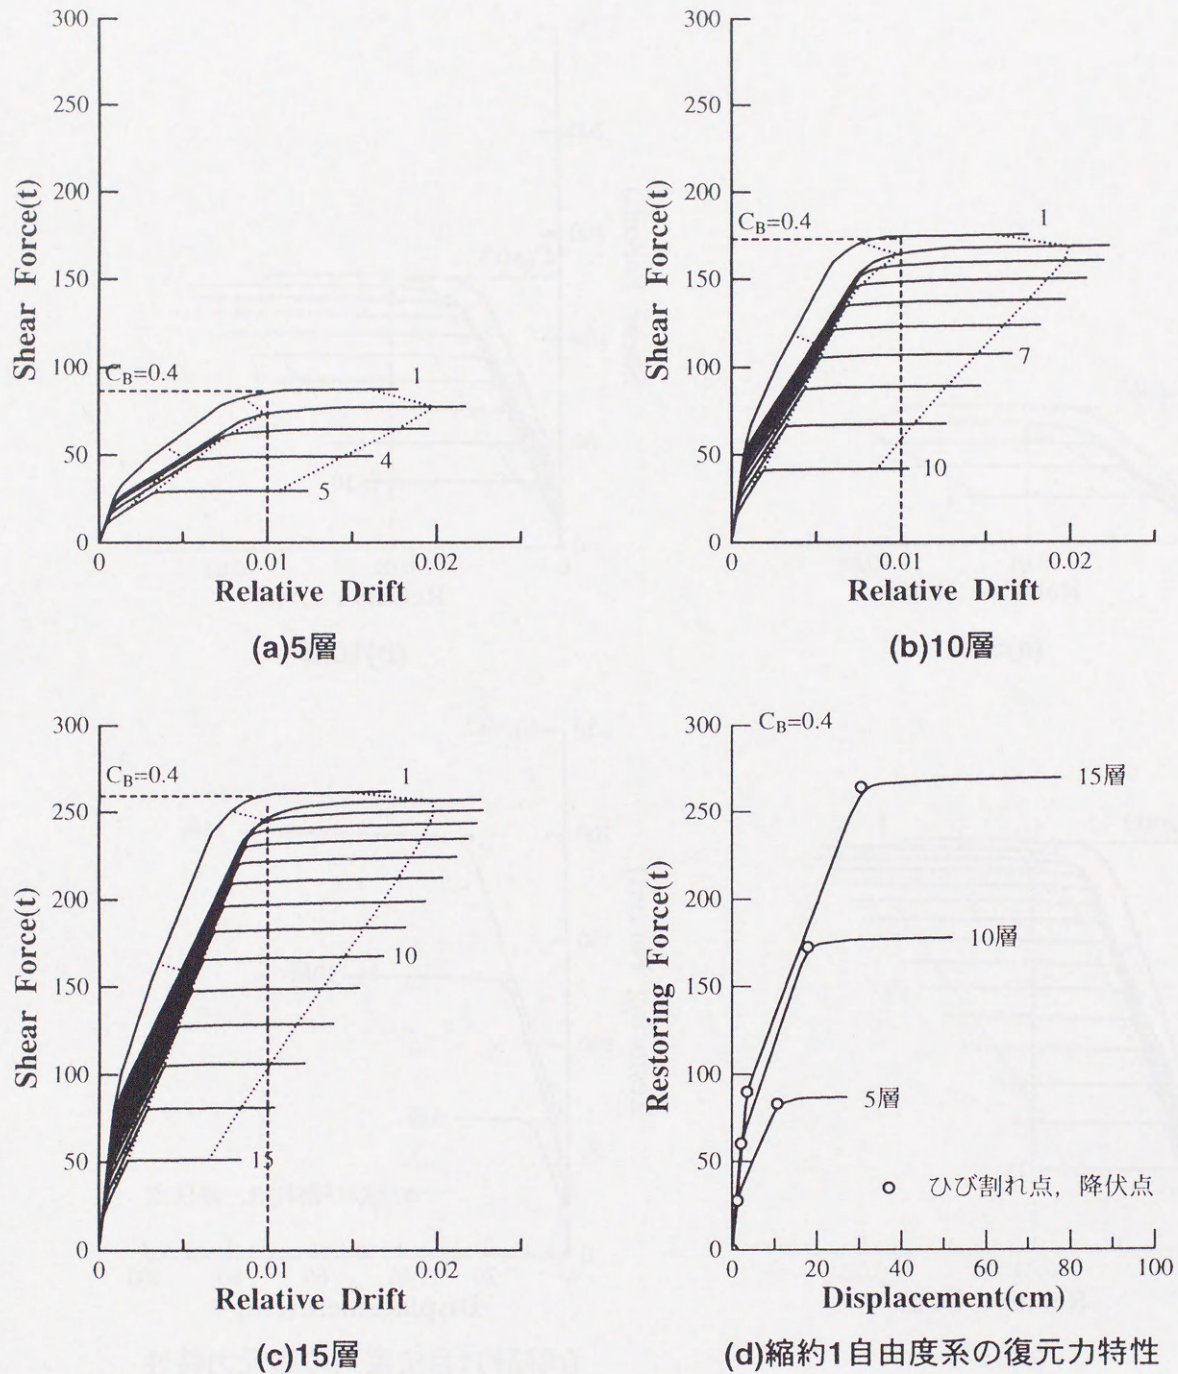 300
250
200
150
100
50
0
Shear Force(t)
C_B=0.4
1
4
5
0
0.01
0.02
Relative Drift
(a)5層
300
250
200
150
100
50
0
Shear Force(t)
C_B=0.4
1
7
10
0
0.01
0.02
Relative Drift
(b)10層
300
250
200
150
100
50
0
Shear Force(t)
C_B=0.4
1
10
15
0
0.01
0.02
Relative Drift
(c)15層
300
250
200
150
100
50
0
Restoring Force(t)
C_B=0.4
15層
10層
5層
ひび割れ点, 降伏点
0
20
40
60
80
100
Displacement(cm)
(d)縮約1自由度系の復元力特性